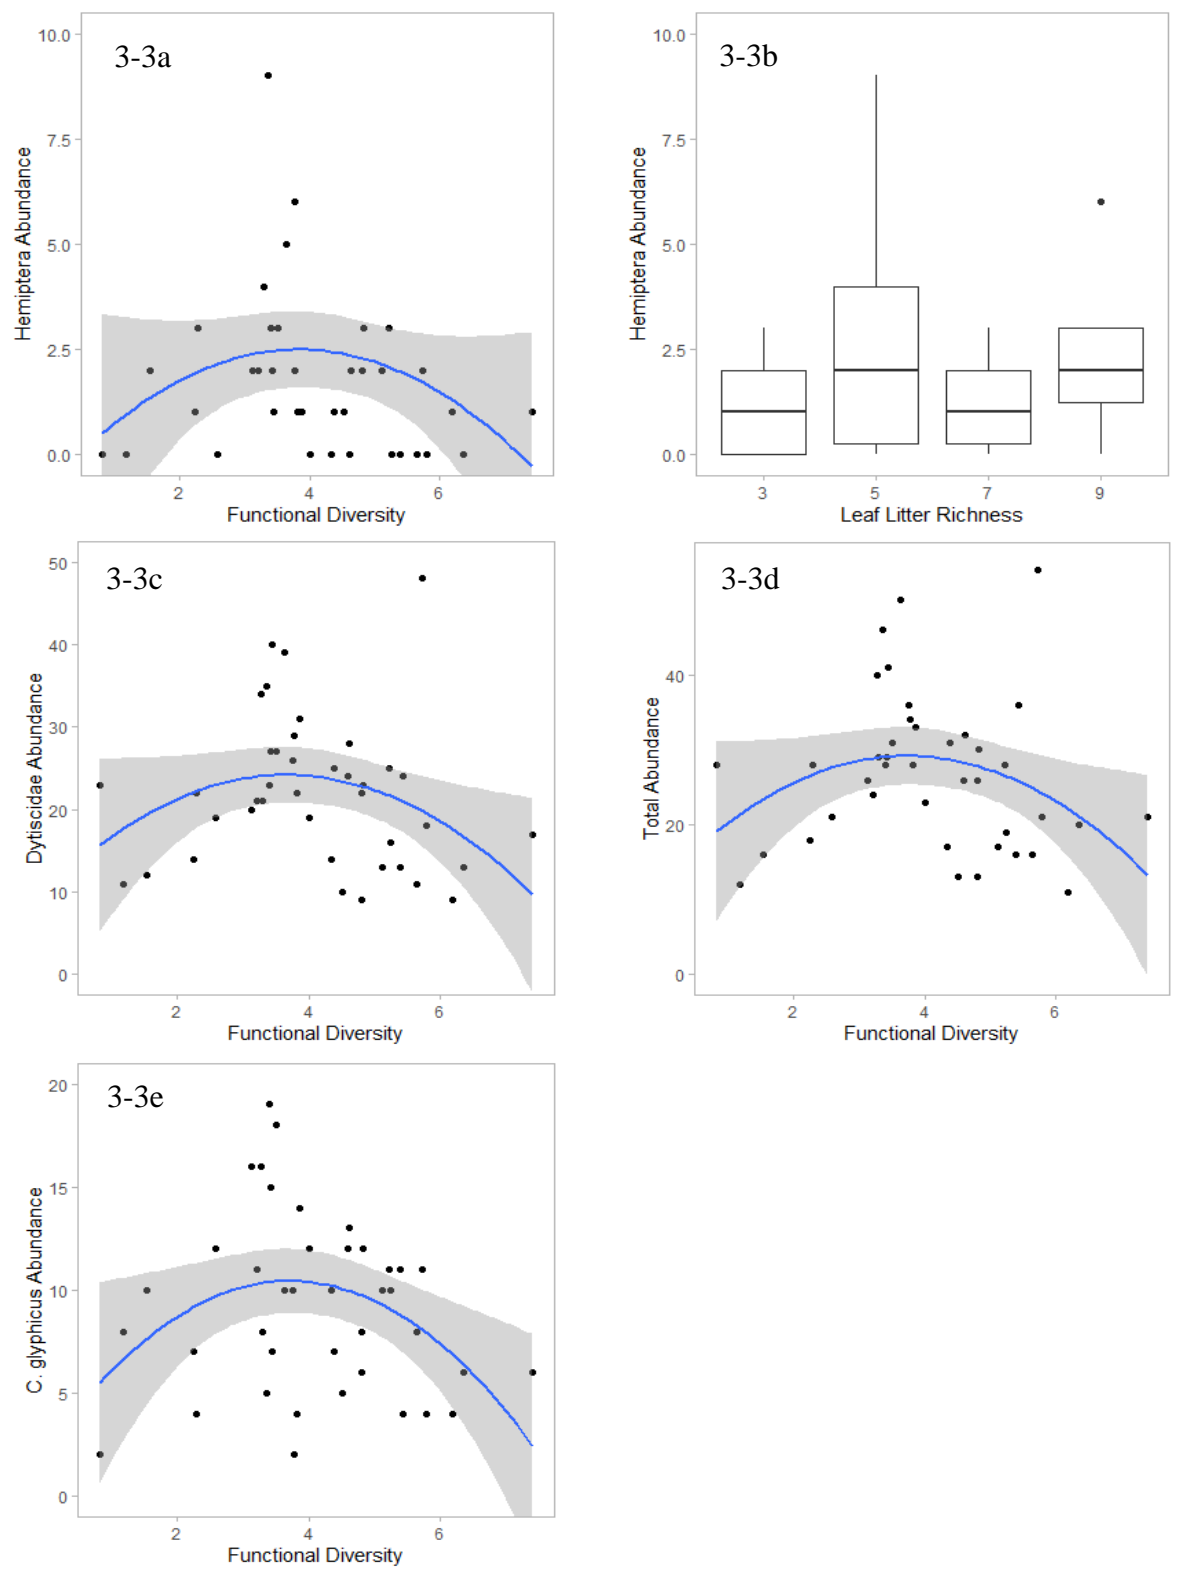 3-3a
Hemiptera Abundance
10.0
7.5
5.0
2.5
0.0
2
4
6
Functional Diversity
3-3b
Hemiptera Abundance
10.0
7.5
5.0
2.5
0.0
3
5
7
9
Leaf Litter Richness
3-3c
Dytiscidae Abundance
50
40
30
20
10
0
2
4
6
Functional Diversity
3-3d
Total Abundance
40
20
0
2
4
6
Functional Diversity
3-3e
C. glyphicus Abundance
20
15
10
5
0
2
4
6
Functional Diversity